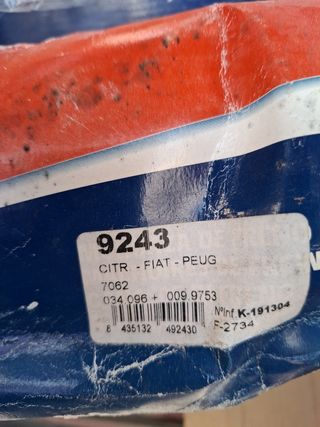 9243
CITR. - FIAT - PEUG
7062
034.096 + 009.9753
NºInf.K-191304
F-2734
8 435132 492430